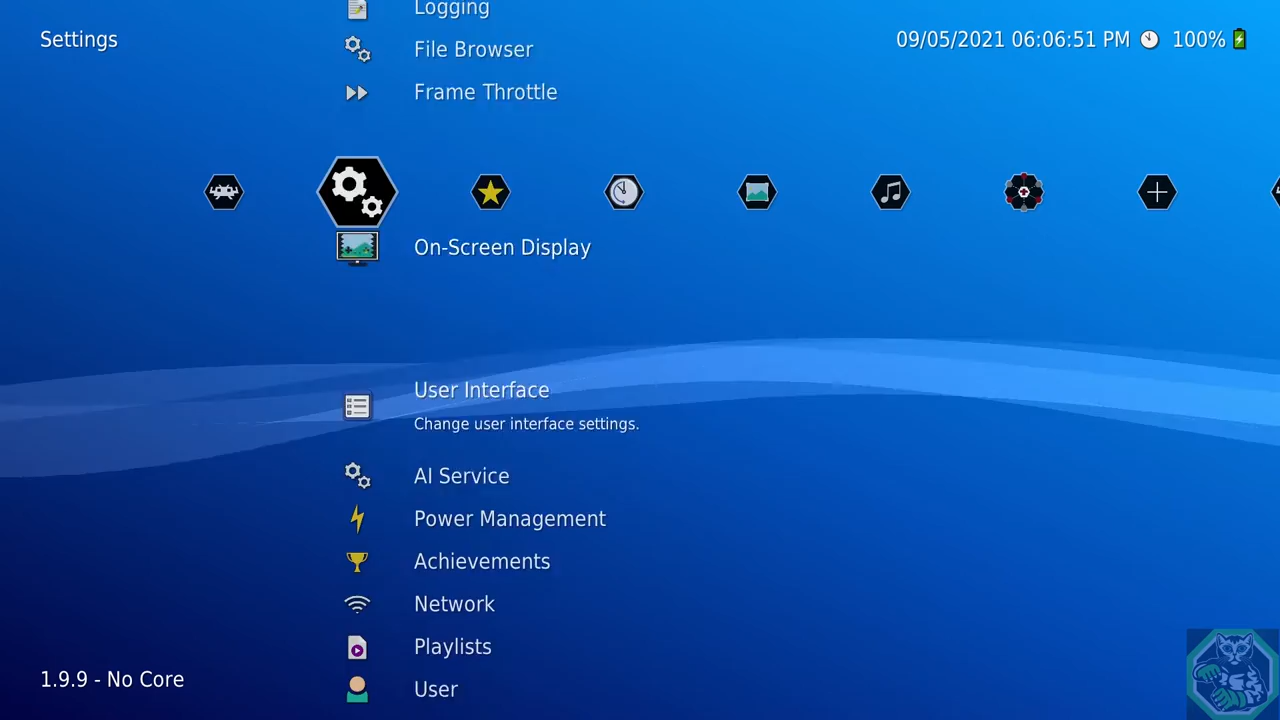 Logging
Settings
09/05/2021 06:06:51 PM 100%
File Browser
Frame Throttle
On-Screen Display
User Interface
Change user interface settings.
AI Service
Power Management
Achievements
Network
Playlists
1.9.9 - No Core
User